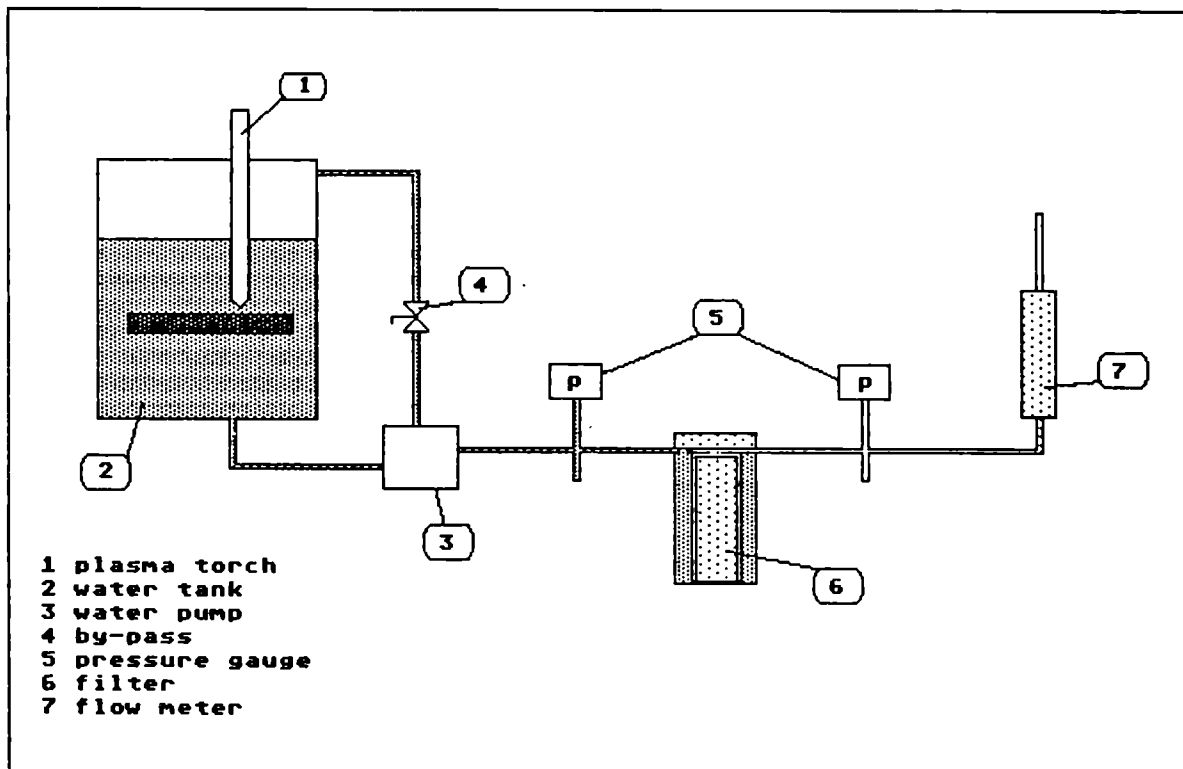 1
4
5
P
P
7
2
3
6
1 plasma torch
2 water tank
3 water pump
4 by-pass
5 pressure gauge
6 filter
7 flow meter